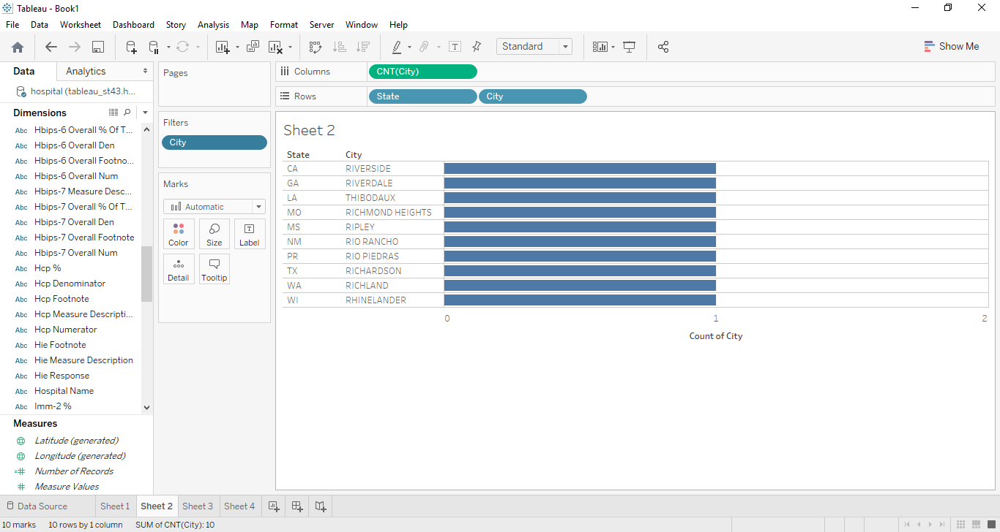 Tableau - Book1
File Data Worksheet Dashboard Story Analysis Map Format Server Window Help
Standard
Show Me
Data Analytics
hospital (tableau_st43.h...
Dimensions
Abc Hbips-6 Overall % Of T...
Abc Hbips-6 Overall Den
Abc Hbips-6 Overall Footno...
Abc Hbips-6 Overall Num
Abc Hbips-7 Measure Desc...
Abc Hbips-7 Overall % Of T...
Abc Hbips-7 Overall Den
Abc Hbips-7 Overall Footnote
Abc Hbips-7 Overall Num
Abc Hcp %
Abc Hcp Denominator
Abc Hcp Footnote
Abc Hcp Measure Descripti...
Abc Hcp Numerator
Abc Hie Footnote
Abc Hie Measure Description
Abc Hie Response
Abc Hospital Name
Abc Imm-2 %
Measures
Latitude (generated)
Longitude (generated)
Number of Records
Measure Values
Pages
Filters
City
Marks
Automatic
Color Size Label
Detail Tooltip
Columns CNT(City)
Rows State City
Sheet 2
State City
CA RIVERSIDE
GA RIVERDALE
LA THIBODAUX
MO RICHMOND HEIGHTS
MS RIPLEY
NM RIO RANCHO
PR RIO PIEDRAS
TX RICHARDSON
WA RICHLAND
WI RHINELANDER
0 1 2
Count of City
Data Source Sheet 1 Sheet 2 Sheet 3 Sheet 4
10 marks 10 rows by 1 column SUM of CNT(City): 10